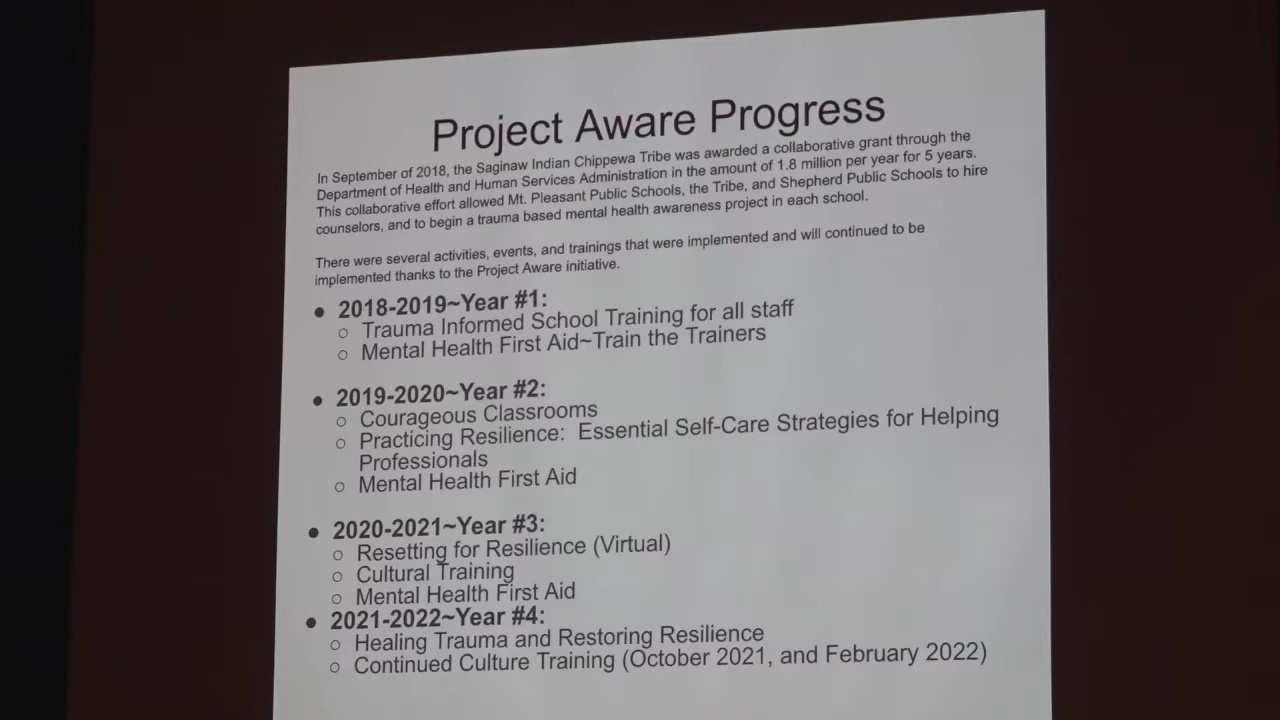 Project Aware Progress
In September of 2018, the Saginaw Indian Chippewa Tribe was awarded a collaborative grant through the
Department of Health and Human Services Administration in the amount of 1.8 million per year for 5 years.
This collaborative effort allowed Mt. Pleasant Public Schools, the Tribe, and Shepherd Public Schools to hire
counselors, and to begin a trauma based mental health awareness project in each school.
There were several activities, events, and trainings that were implemented and will continued to be
implemented thanks to the Project Aware initiative.
● 2018-2019~Year #1:
○ Trauma Informed School Training for all staff
○ Mental Health First Aid~Train the Trainers
● 2019-2020~Year #2:
○ Courageous Classrooms
○ Practicing Resilience: Essential Self-Care Strategies for Helping
Professionals
○ Mental Health First Aid
● 2020-2021~Year #3:
○ Resetting for Resilience (Virtual)
○ Cultural Training
○ Mental Health First Aid
● 2021-2022~Year #4:
○ Healing Trauma and Restoring Resilience
○ Continued Culture Training (October 2021, and February 2022)